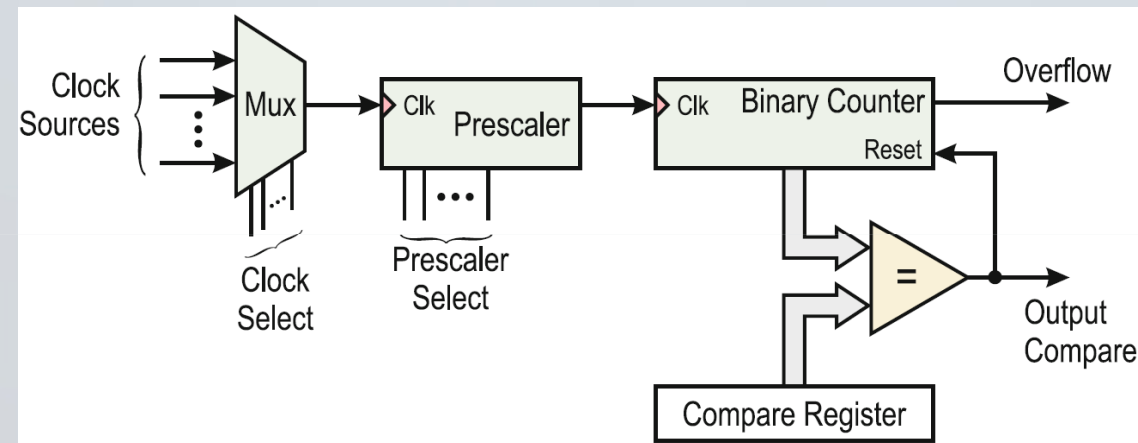 Clock
Sources
Mux
Clk
Prescaler
Clk
Binary Counter
Reset
Overflow
Clock
Select
Prescaler
Select
=
Output
Compare
Compare Register